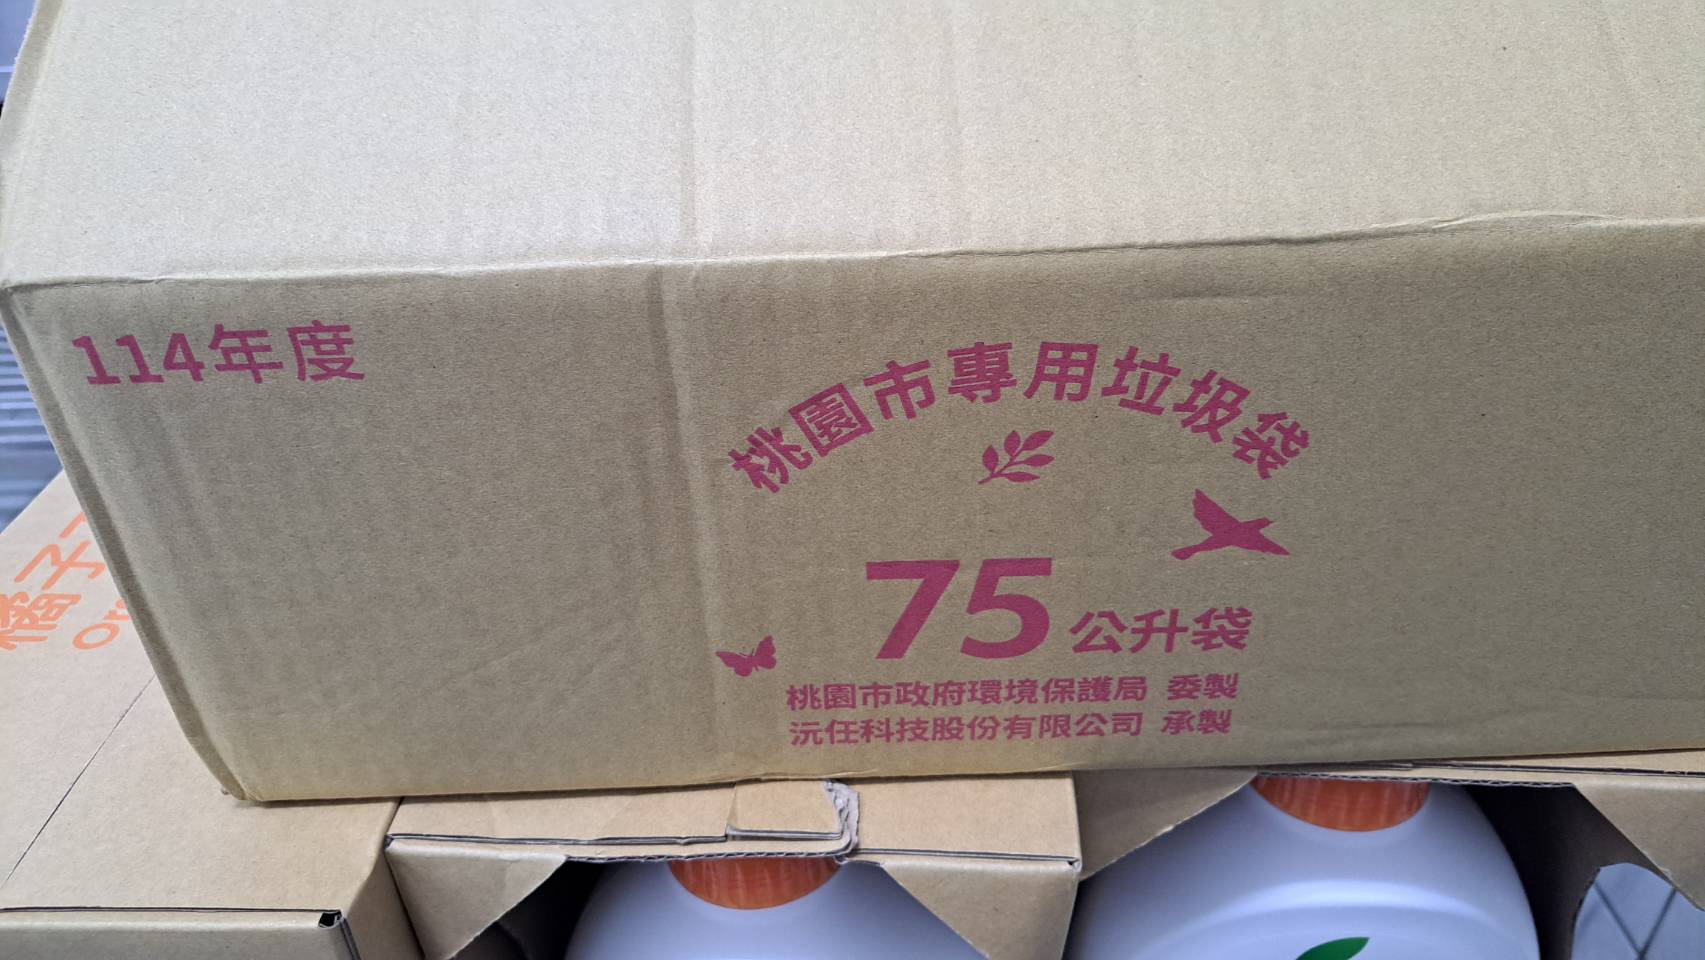 114年度
桃園市專用垃圾袋
75公升袋
桃園市政府環境保護局 委製
沅任科技股份有限公司 承製
橘子